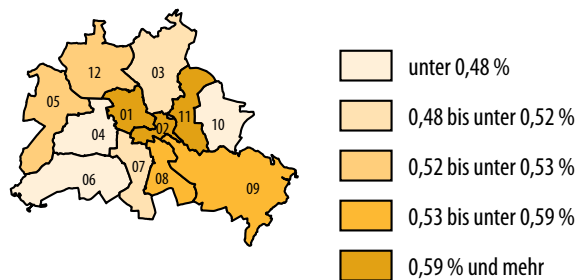 12
03
05
01
02
11
10
04
07
08
06
09
unter 0,48 %
0,48 bis unter 0,52 %
0,52 bis unter 0,53 %
0,53 bis unter 0,59 %
0,59 % und mehr